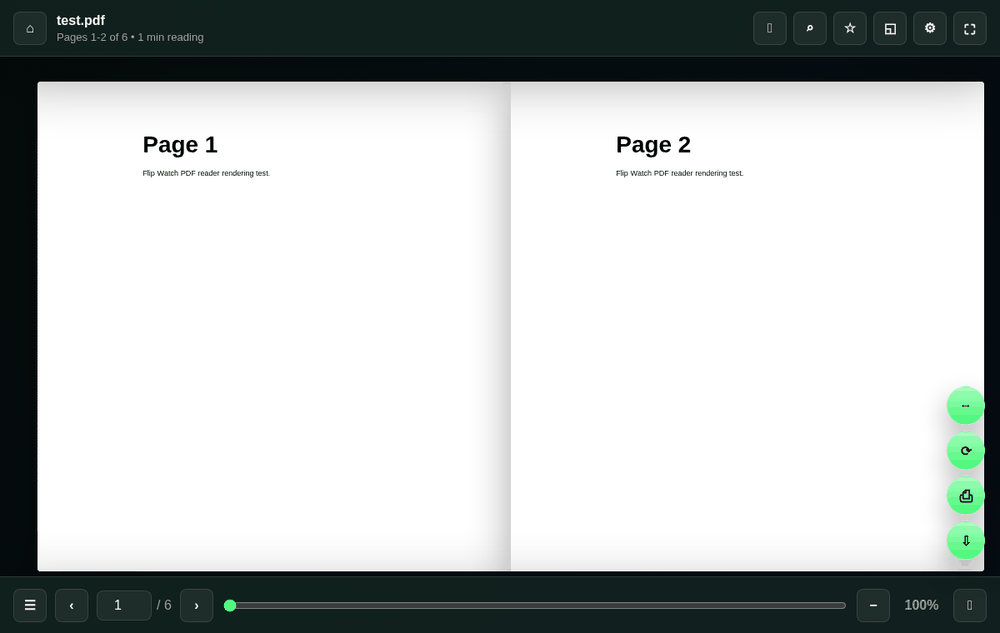 test.pdf
Pages 1-2 of 6 • 1 min reading
Page 1
Flip Watch PDF reader rendering test.
Page 2
Flip Watch PDF reader rendering test.
1 / 6
100%